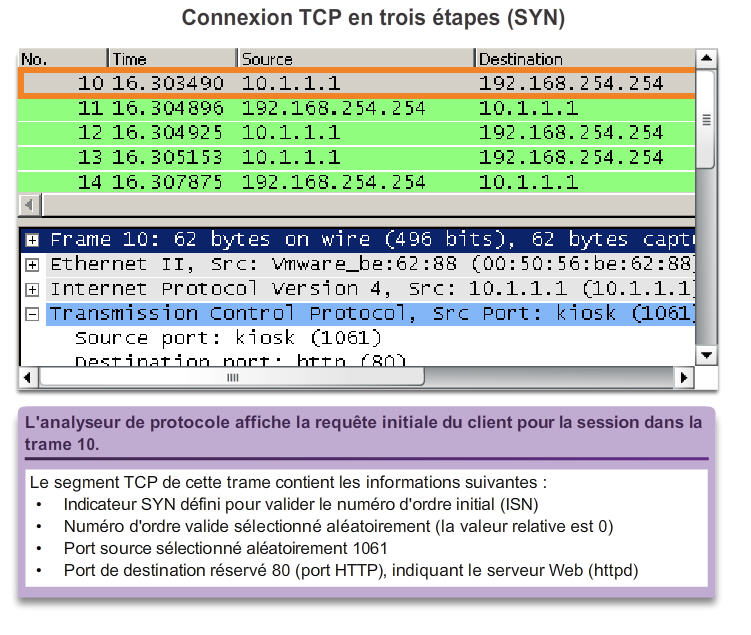 Connexion TCP en trois étapes (SYN)
No. Time Source Destination
10 16.303490 10.1.1.1 192.168.254.254
11 16.304896 192.168.254.254 10.1.1.1
12 16.304925 10.1.1.1 192.168.254.254
13 16.305153 10.1.1.1 192.168.254.254
14 16.307875 192.168.254.254 10.1.1.1
Frame 10: 62 bytes on wire (496 bits), 62 bytes captu
Ethernet II, Src: Vmware_be:62:88 (00:50:56:be:62:88)
Internet Protocol Version 4, Src: 10.1.1.1 (10.1.1.1)
Transmission Control Protocol, Src Port: kiosk (1061)
Source port: kiosk (1061)
Destination port: http (80)
L'analyseur de protocole affiche la requête initiale du client pour la session dans la
trame 10.
Le segment TCP de cette trame contient les informations suivantes :
• Indicateur SYN défini pour valider le numéro d'ordre initial (ISN)
• Numéro d'ordre valide sélectionné aléatoirement (la valeur relative est 0)
• Port source sélectionné aléatoirement 1061
• Port de destination réservé 80 (port HTTP), indiquant le serveur Web (httpd)